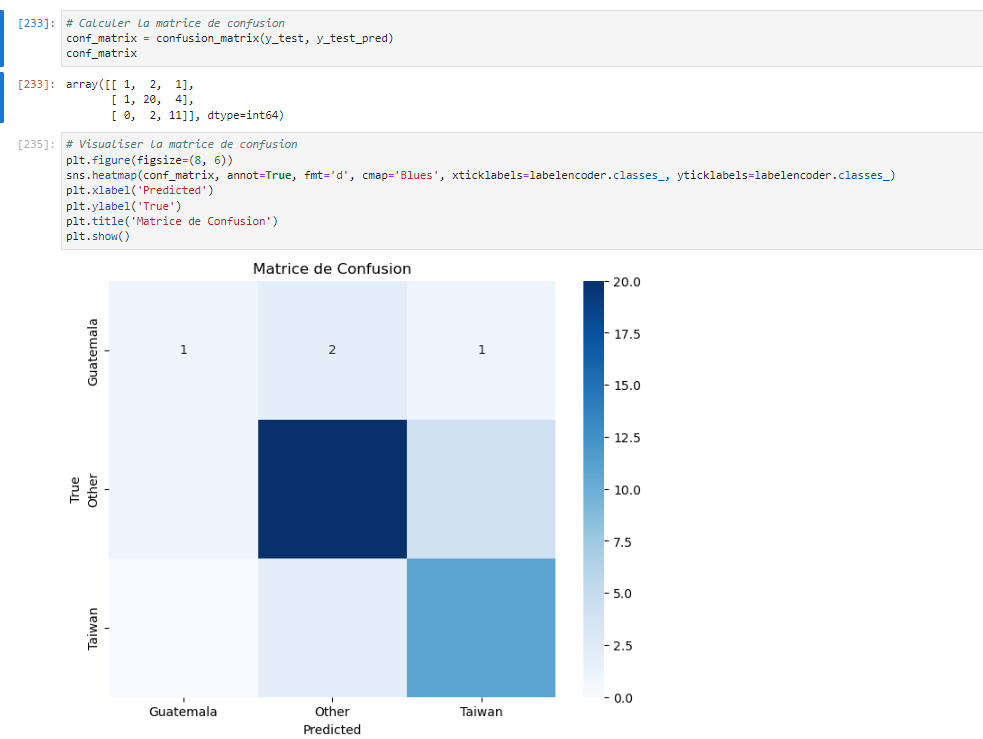 [233]: # Calculer la matrice de confusion
conf_matrix = confusion_matrix(y_test, y_test_pred)
conf_matrix
[233]: array([[ 1,  2,  1],
       [ 1, 20,  4],
       [ 0,  2, 11]], dtype=int64)
[235]: # Visualiser la matrice de confusion
plt.figure(figsize=(8, 6))
sns.heatmap(conf_matrix, annot=True, fmt='d', cmap='Blues', xticklabels=labelencoder.classes_, yticklabels=labelencoder.classes_)
plt.xlabel('Predicted')
plt.ylabel('True')
plt.title('Matrice de Confusion')
plt.show()
Matrice de Confusion
Guatemala
1 2 1
True
Other
Taiwan
Guatemala Other Taiwan
Predicted
20.0
17.5
15.0
12.5
10.0
7.5
5.0
2.5
0.0